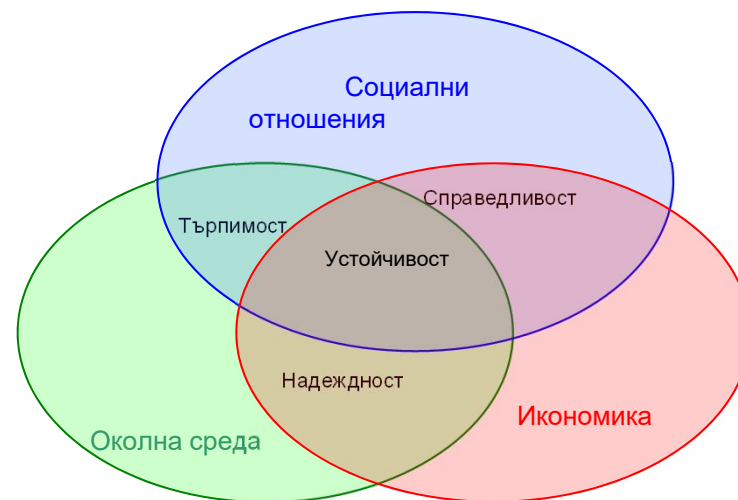 Социални
отношения
Справедливост
Търпимост
Устойчивост
Надеждност
Икономика
Околна среда